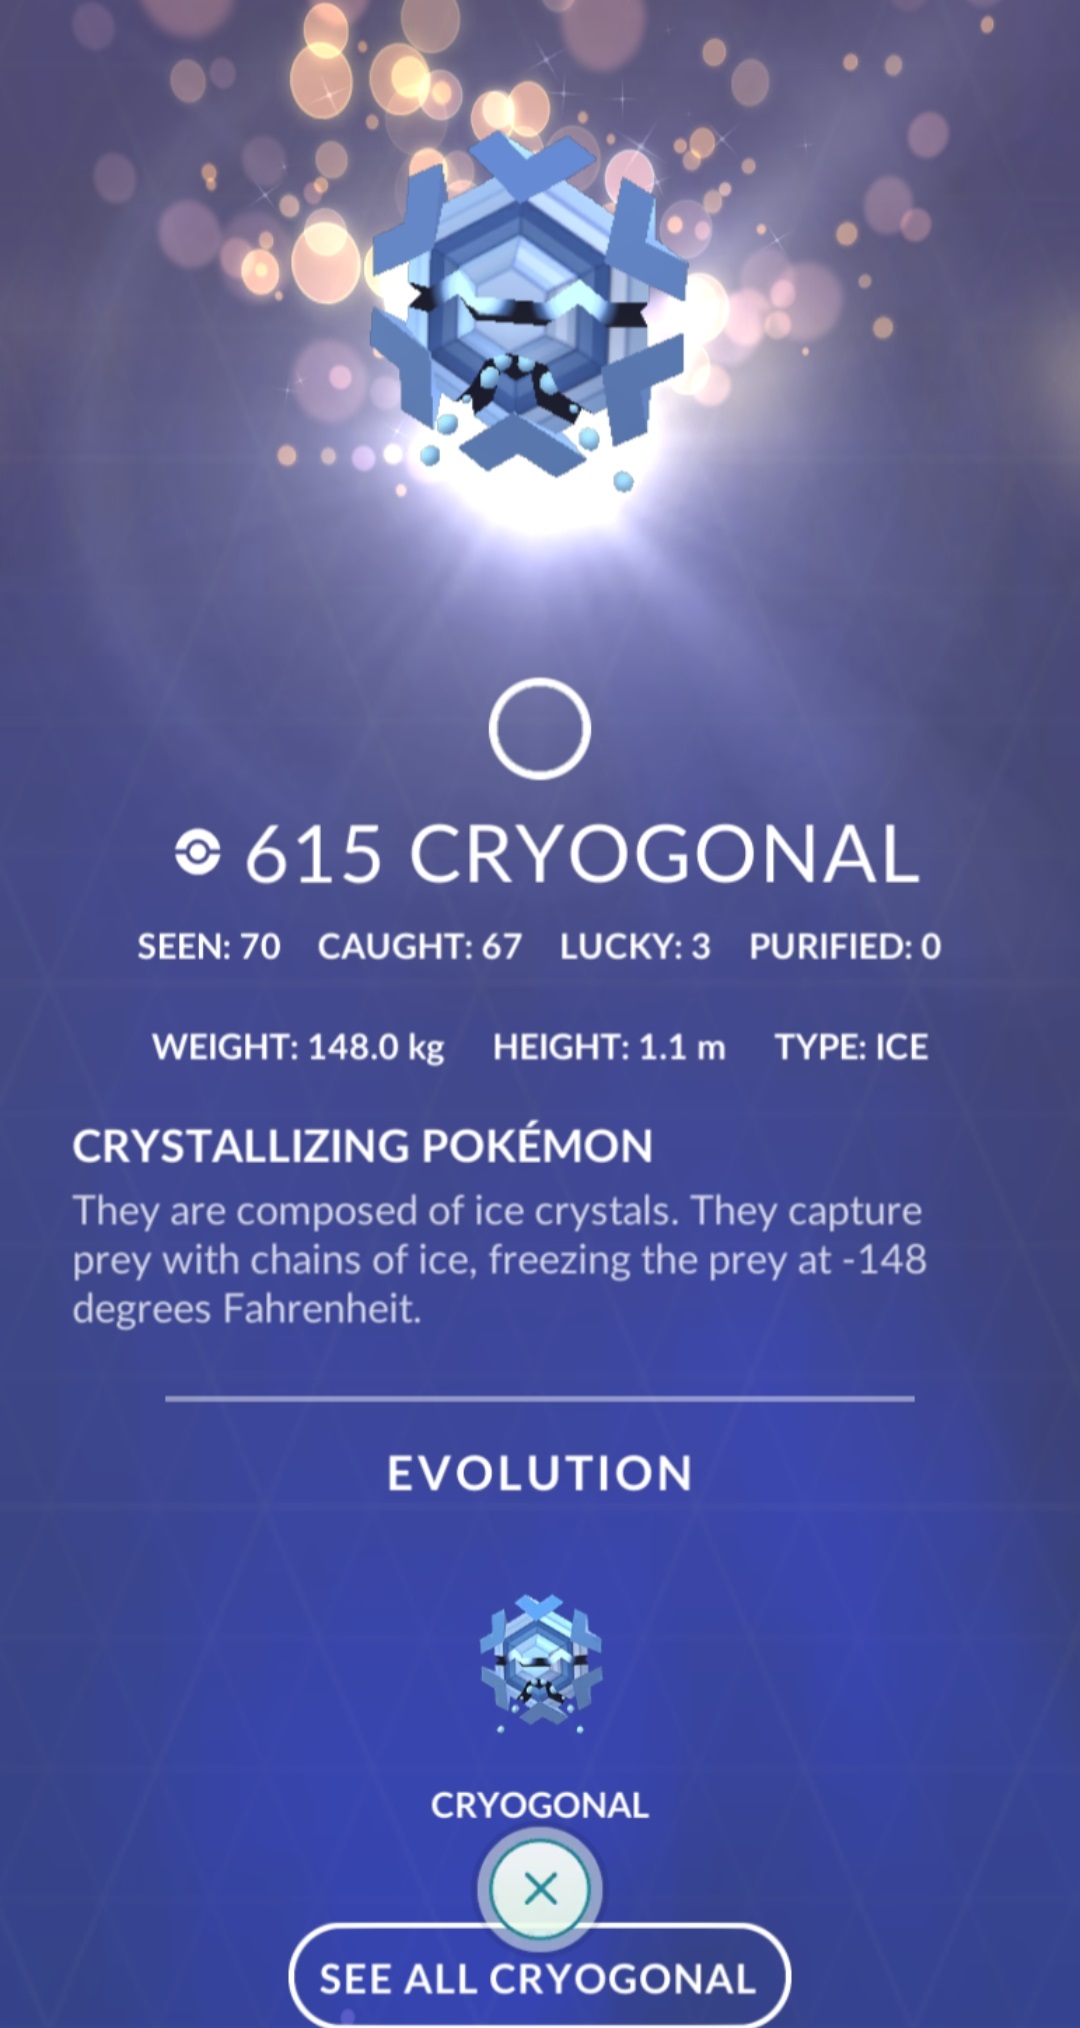 615 CRYOGONAL
SEEN: 70 CAUGHT: 67 LUCKY: 3 PURIFIED: 0
WEIGHT: 148.0 kg HEIGHT: 1.1 m TYPE: ICE
CRYSTALLIZING POKÉMON
They are composed of ice crystals. They capture
prey with chains of ice, freezing the prey at -148
degrees Fahrenheit.
EVOLUTION
CRYOGONAL
SEE ALL CRYOGONAL